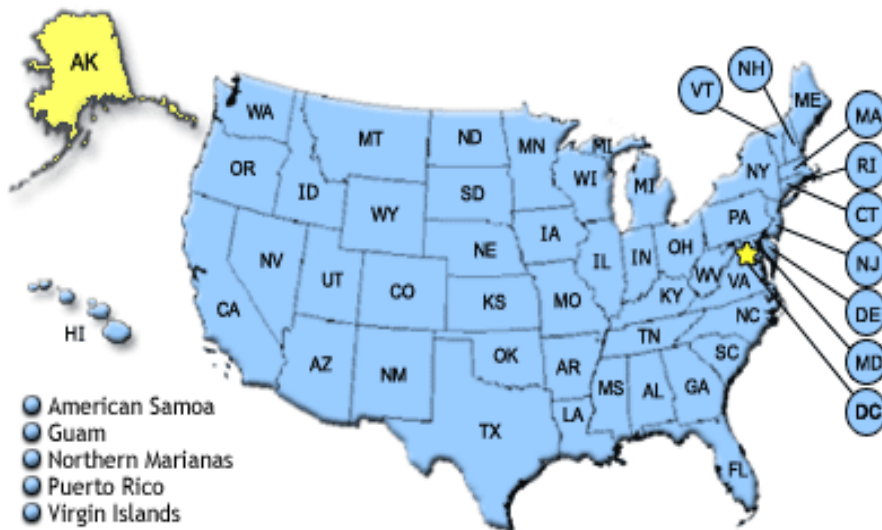 AK
WA
MT
ND
MN
MI
ME
VT
NH
MA
OR
ID
SD
WI
MI
NY
RI
WY
CT
IA
PA
NV
NE
IL
IN
OH
NJ
UT
CO
WV
VA
CA
KS
MO
KY
DE
HI
NC
TN
MD
AZ
NM
OK
AR
SC
MS
AL
GA
DC
TX
LA
FL
American Samoa
Guam
Northern Marianas
Puerto Rico
Virgin Islands